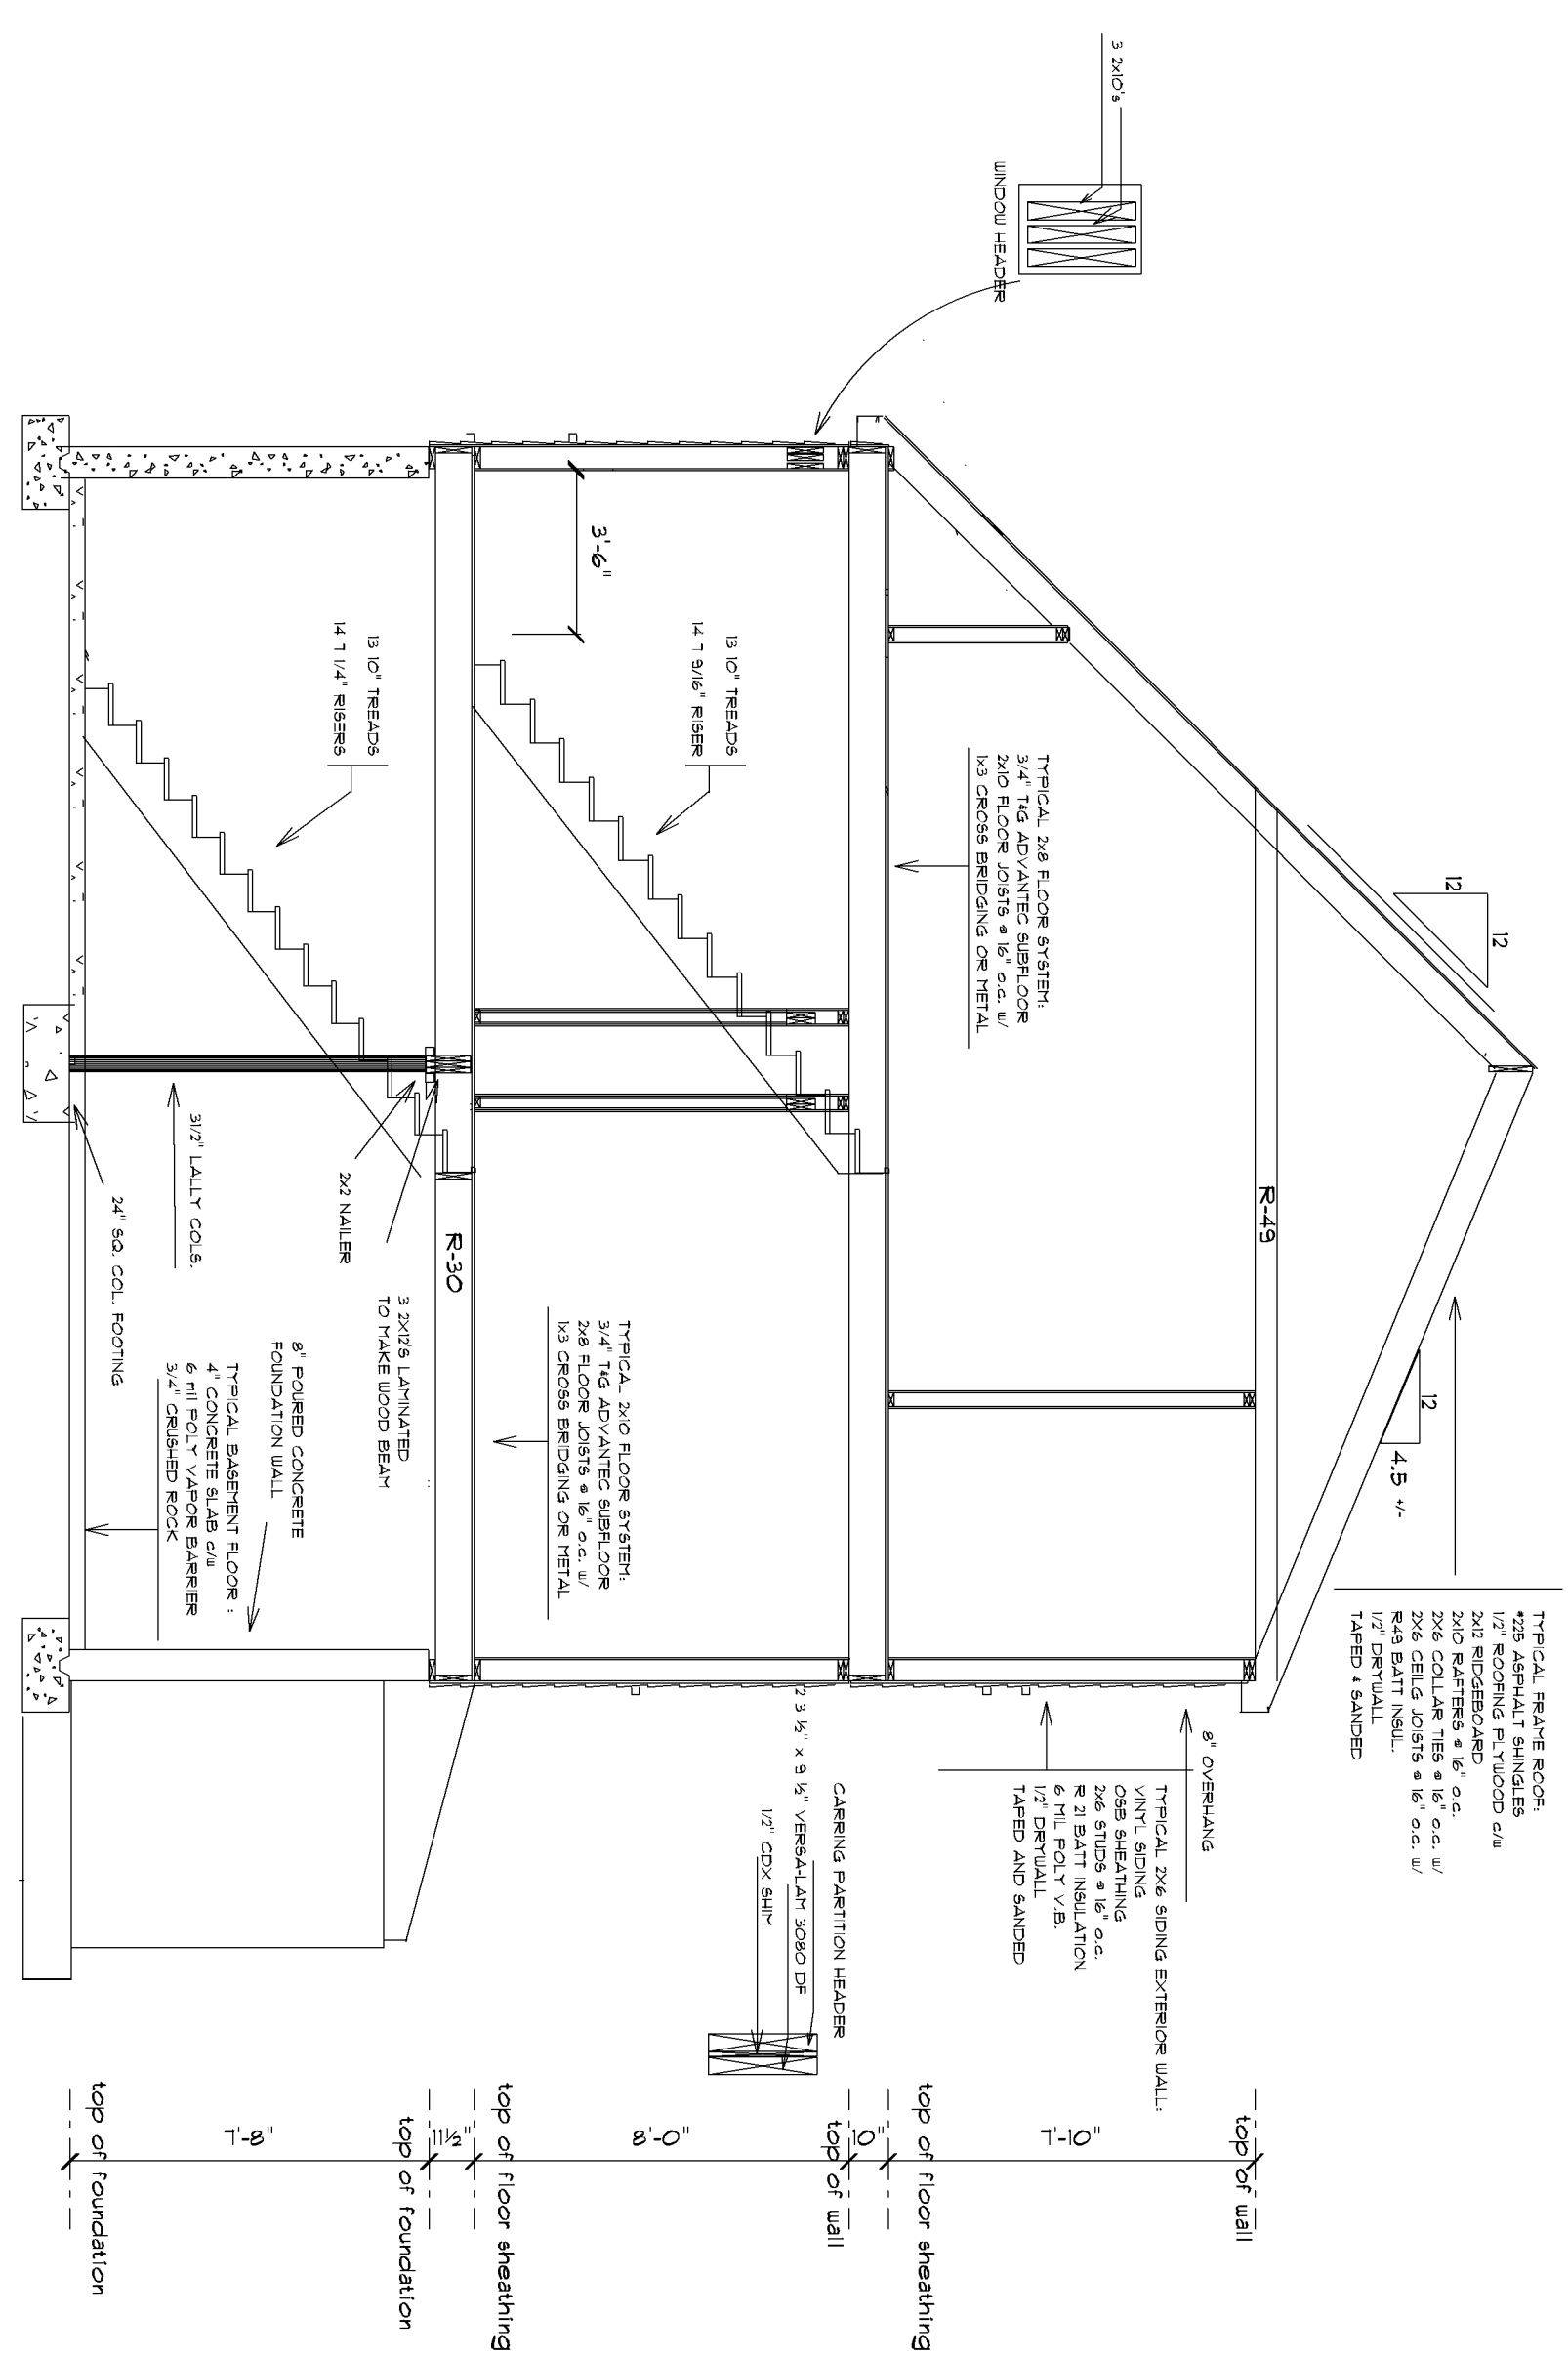 3 2x10's
WINDOW HEADER
12
12
12
4.5 +/-
TYPICAL FRAME ROOF:
#225 ASPHALT SHINGLES
1/2" ROOFING PLYWOOD c/w
2x12 RIDGEBOARD
2x10 RAFTERS @ 16" o.c.
2X6 COLLAR TIES @ 16" o.c. w/
2X6 CEILG JOISTS @ 16" o.c. w/
R49 BATT INSUL.
1/2" DRYWALL
TAPED & SANDED
R-49
8" OVERHANG
TYPICAL 2X6 SIDING EXTERIOR WALL:
VINYL SIDING
OSB SHEATHING
2x6 STUDS @ 16" o.c.
R 21 BATT INSULATION
6 MIL POLY V.B.
1/2" DRYWALL
TAPED AND SANDED
TYPICAL 2x8 FLOOR SYSTEM:
3/4" T&G ADVANTEC SUBFLOOR
2x10 FLOOR JOISTS @ 16" o.c. w/
1x3 CROSS BRIDGING OR METAL
CARRING PARTITION HEADER
2 3 ½" x 9 ½" VERSA-LAM 3080 DF
1/2" CDX SHIM
13 10" TREADS
14 7 9/16" RISER
3'-6"
TYPICAL 2x10 FLOOR SYSTEM:
3/4" T&G ADVANTEC SUBFLOOR
2x8 FLOOR JOISTS @ 16" o.c. w/
1x3 CROSS BRIDGING OR METAL
R-30
13 10" TREADS
14 7 1/4" RISERS
2x2 NAILER
3 2X12'S LAMINATED
TO MAKE WOOD BEAM
31/2" LALLY COLS.
24" SQ. COL. FOOTING
8" POURED CONCRETE
FOUNDATION WALL
TYPICAL BASEMENT FLOOR :
4" CONCRETE SLAB c/w
6 mil POLY VAPOR BARRIER
3/4" CRUSHED ROCK
top of wall
7'-10"
top of floor sheathing
10"
top of wall
8'-0"
top of floor sheathing
11½"
top of foundation
7'-8"
top of foundation